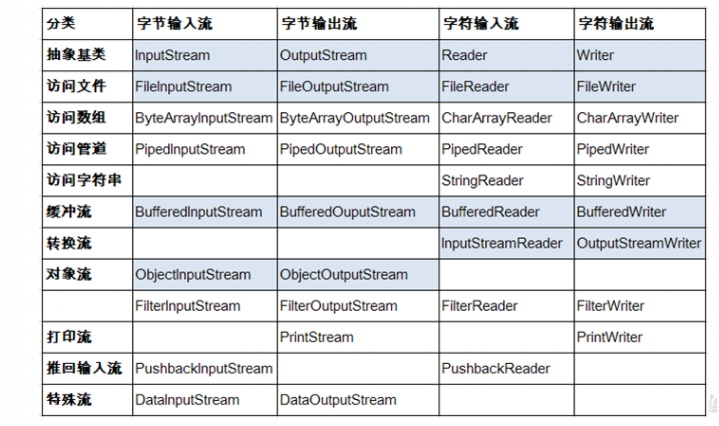 分类 字节输入流 字节输出流 字符输入流 字符输出流
抽象基类 InputStream OutputStream Reader Writer
访问文件 FileInputStream FileOutputStream FileReader FileWriter
访问数组 ByteArrayInputStream ByteArrayOutputStream CharArrayReader CharArrayWriter
访问管道 PipedInputStream PipedOutputStream PipedReader PipedWriter
访问字符串 StringReader StringWriter
缓冲流 BufferedInputStream BufferedOuputStream BufferedReader BufferedWriter
转换流 InputStreamReader OutputStreamWriter
对象流 ObjectInputStream ObjectOutputStream
FilterInputStream FilterOutputStream FilterReader FilterWriter
打印流 PrintStream PrintWriter
推回输入流 PushbackInputStream PushbackReader
特殊流 DataInputStream DataOutputStream